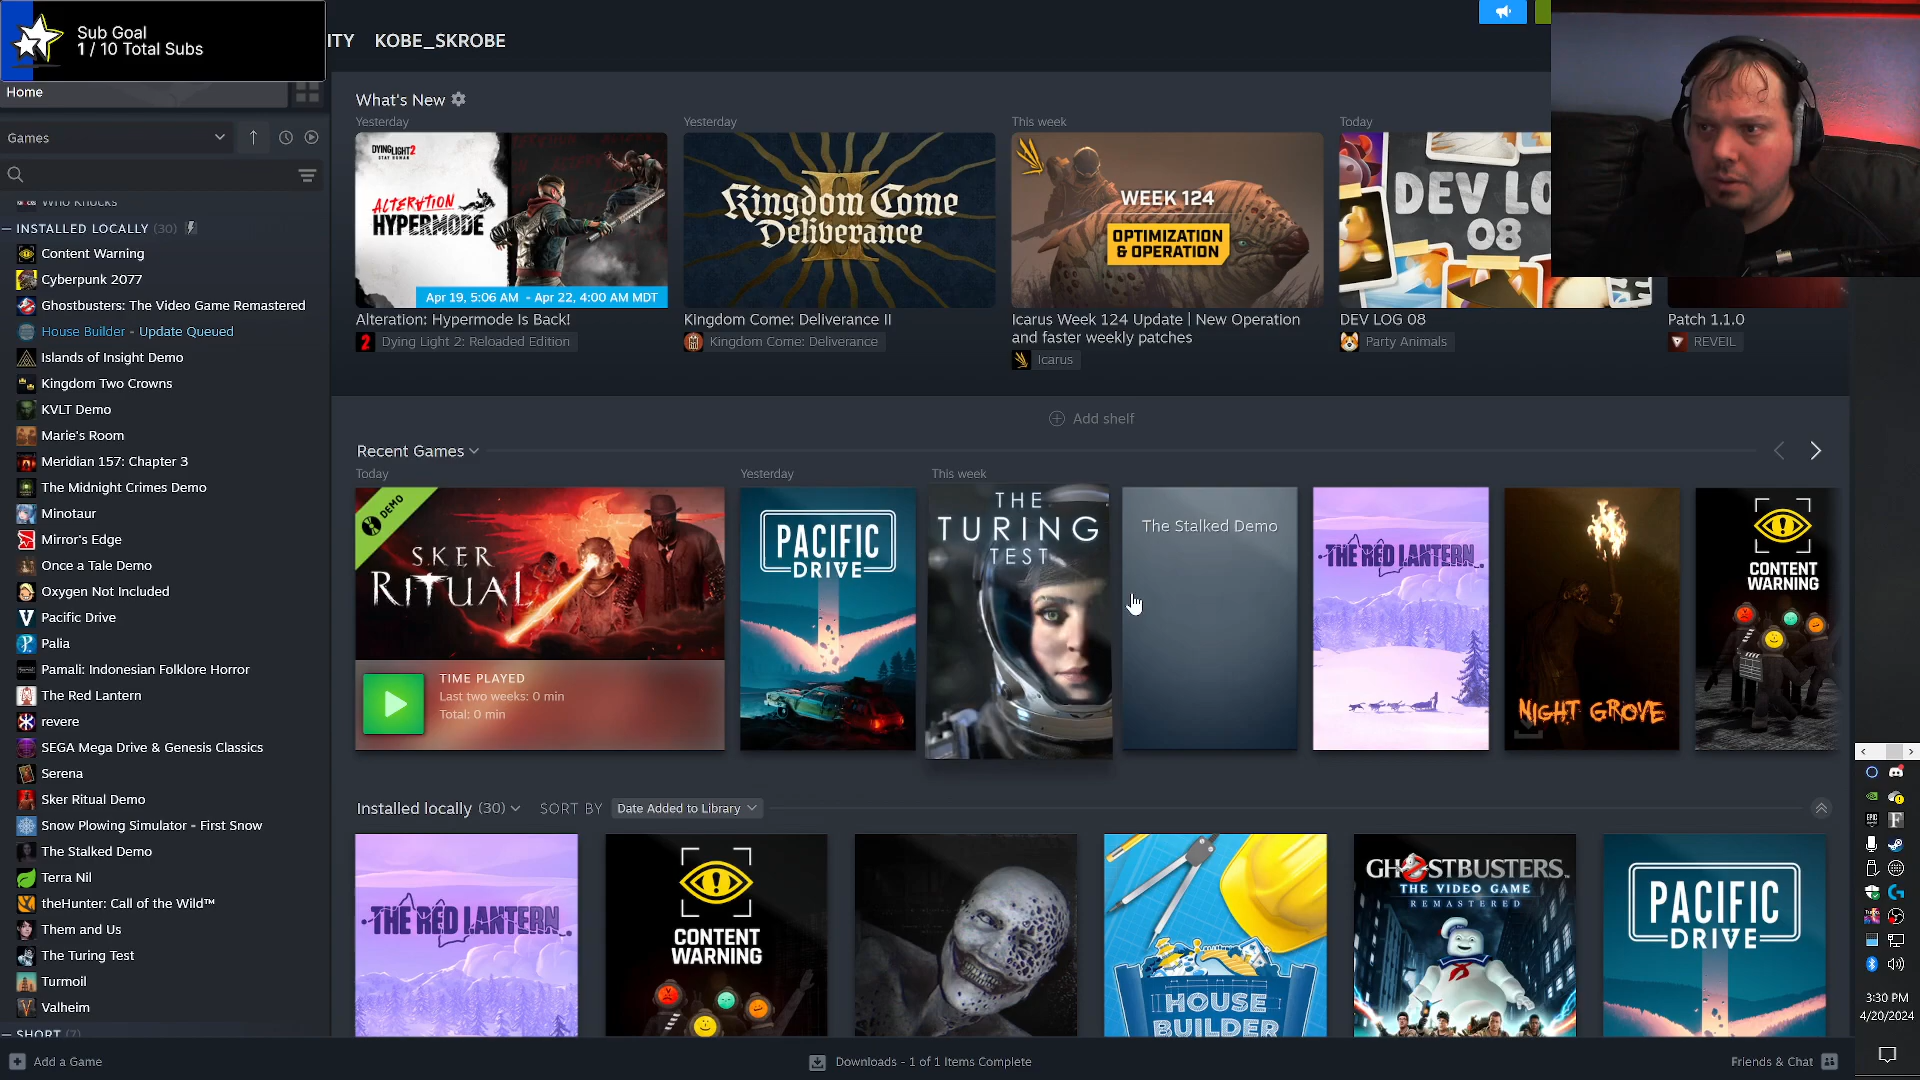 Sub Goal
1 / 10 Total Subs
ITY KOBE_SKROBE
Home
Games
Who Knocks
INSTALLED LOCALLY (30)
Content Warning
Cyberpunk 2077
Ghostbusters: The Video Game Remastered
House Builder - Update Queued
Islands of Insight Demo
Kingdom Two Crowns
KVLT Demo
Marie's Room
Meridian 157: Chapter 3
The Midnight Crimes Demo
Minotaur
Mirror's Edge
Once a Tale Demo
Oxygen Not Included
Pacific Drive
Palia
Pamali: Indonesian Folklore Horror
The Red Lantern
revere
SEGA Mega Drive & Genesis Classics
Serena
Sker Ritual Demo
Snow Plowing Simulator - First Snow
The Stalked Demo
Terra Nil
theHunter: Call of the Wild™
Them and Us
The Turing Test
Turmoil
Valheim
SHORT (7)
Add a Game
What's New
Yesterday
DYING LIGHT 2
STAY HUMAN
ALTERATION
HYPERMODE
Apr 19, 5:06 AM - Apr 22, 4:00 AM MDT
Alteration: Hypermode Is Back!
Dying Light 2: Reloaded Edition
Yesterday
II
Kingdom Come
Deliverance
Kingdom Come: Deliverance II
Kingdom Come: Deliverance
This week
WEEK 124
OPTIMIZATION
& OPERATION
Icarus Week 124 Update | New Operation
and faster weekly patches
Icarus
Today
DEV LO
08
DEV LOG 08
Party Animals
Patch 1.1.0
REVEIL
Add shelf
Recent Games
Today
DEMO
SKER
RITUAL
TIME PLAYED
Last two weeks: 0 min
Total: 0 min
Yesterday
PACIFIC
DRIVE
This week
THE
TURING
TEST
The Stalked Demo
THE RED LANTERN
NIGHT GROVE
CONTENT
WARNING
Installed locally (30) SORT BY Date Added to Library
THE RED LANTERN
CONTENT
WARNING
HOUSE
BUILDER
GHOSTBUSTERS™
THE VIDEO GAME
REMASTERED
PACIFIC
DRIVE
Downloads - 1 of 1 Items Complete
Friends & Chat
EPIC
3:30 PM
4/20/2024